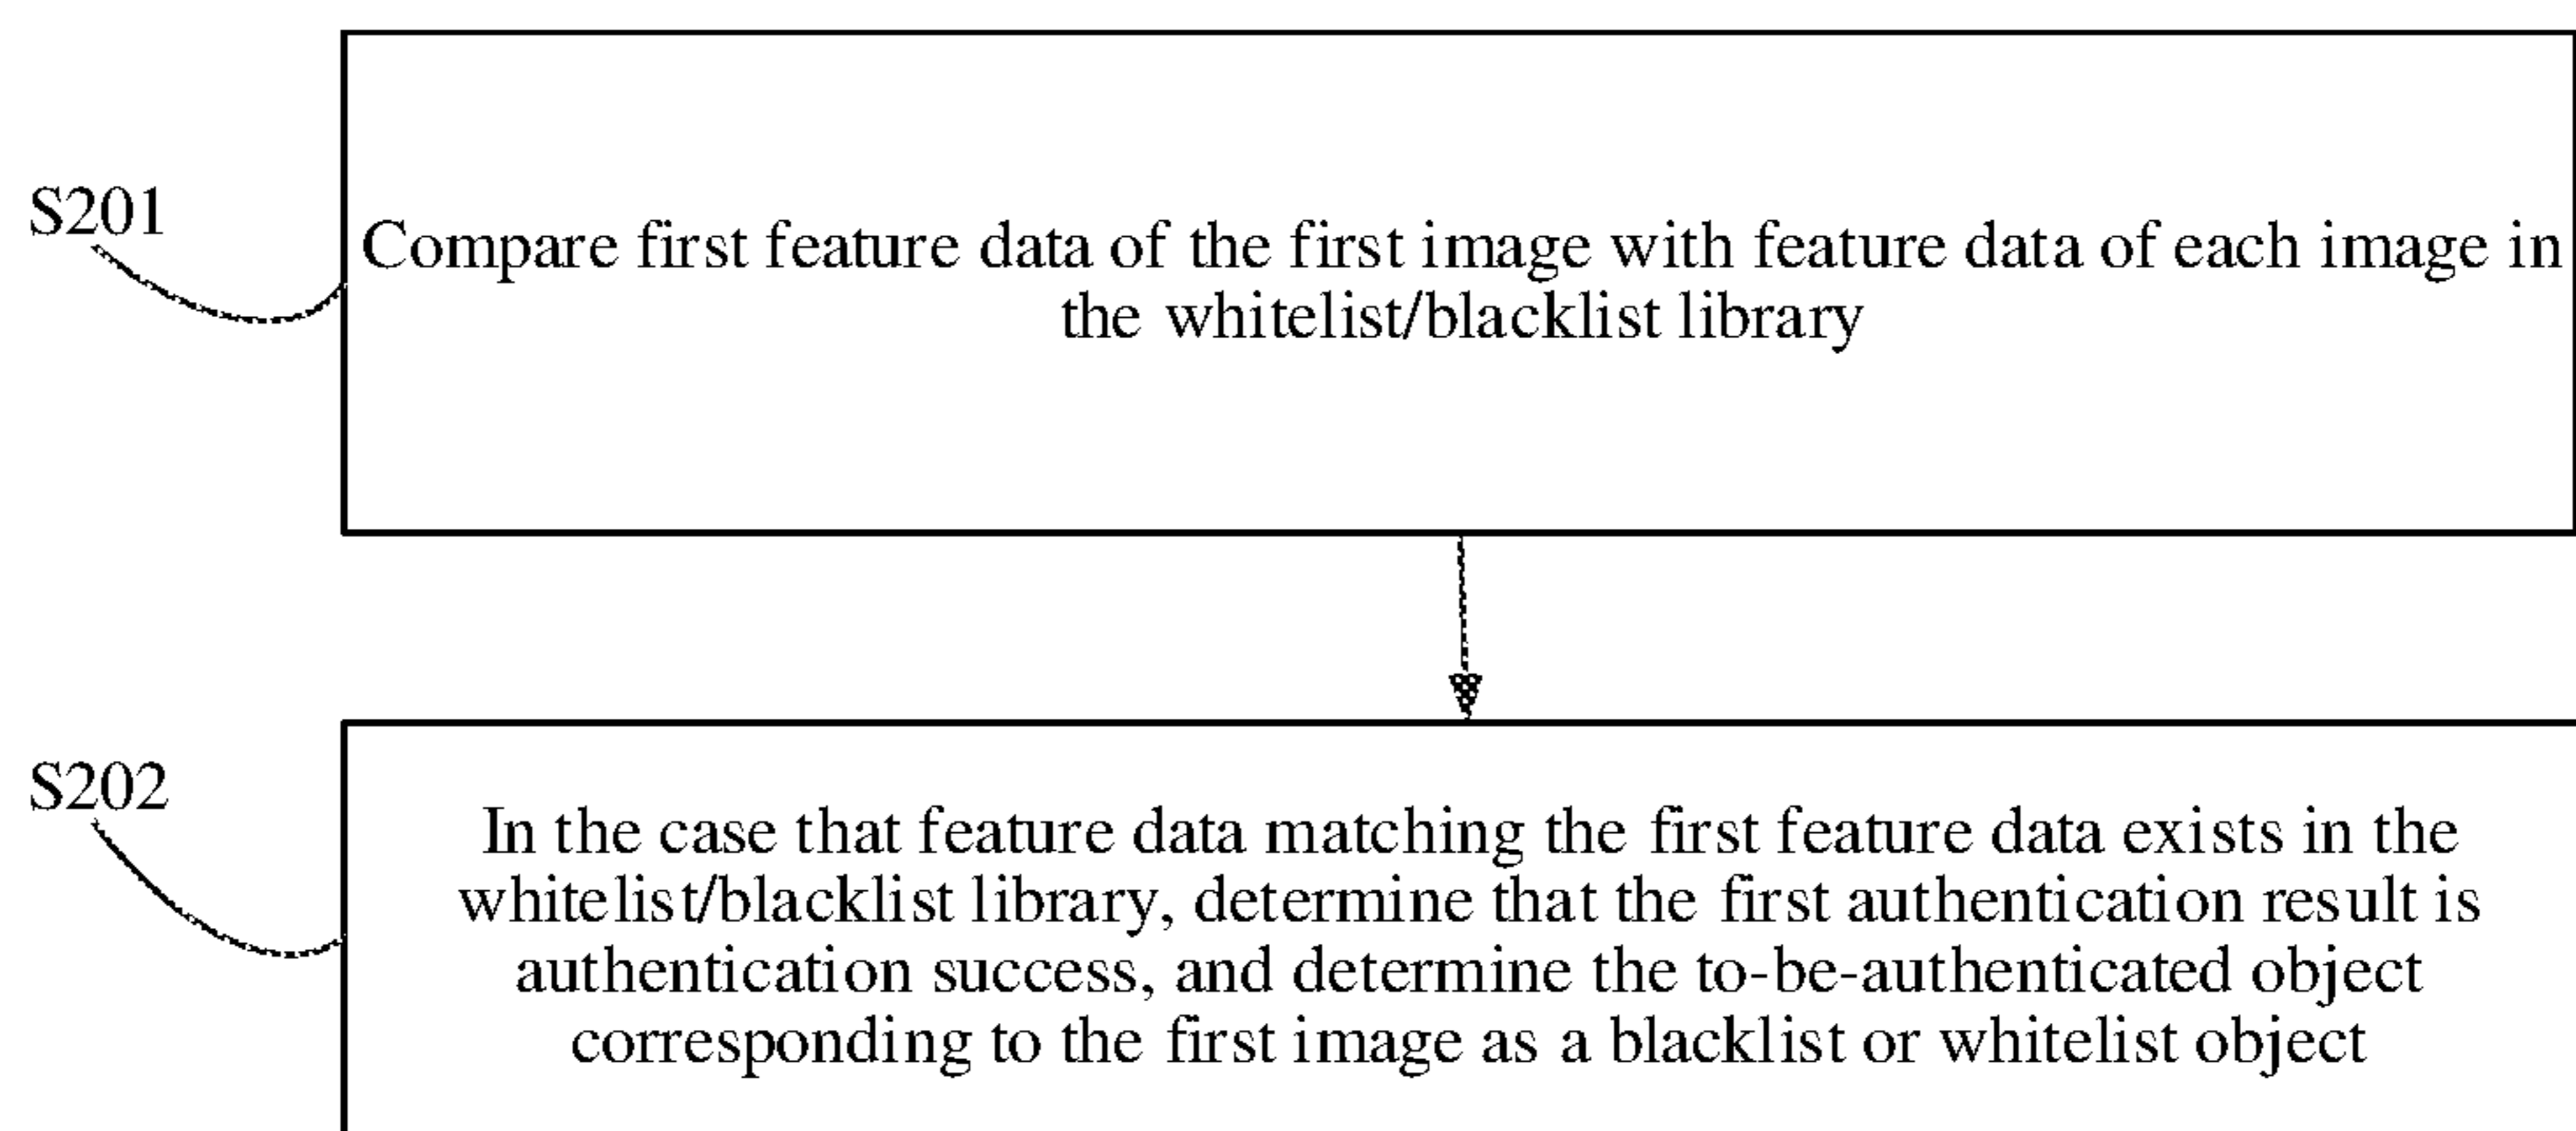 S201
Compare first feature data of the first image with feature data of each image in
the whitelist/blacklist library
S202
In the case that feature data matching the first feature data exists in the
whitelist/blacklist library, determine that the first authentication result is
authentication success, and determine the to-be-authenticated object
corresponding to the first image as a blacklist or whitelist object